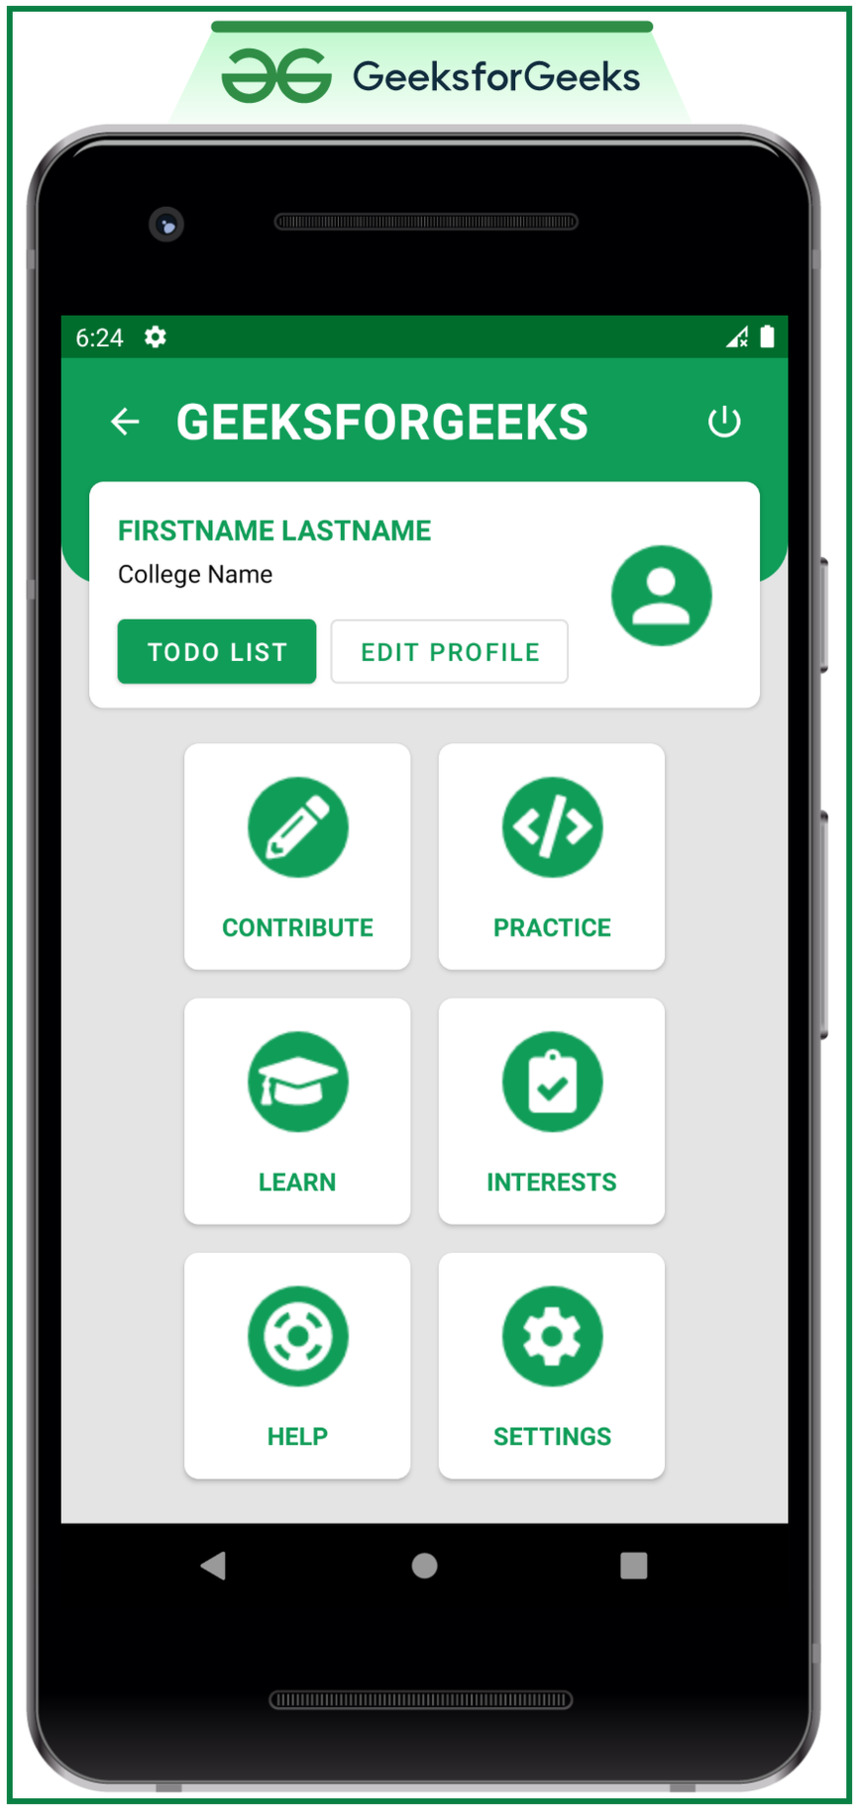 GeeksforGeeks
6:24
GEEKSFORGEEKS
FIRSTNAME LASTNAME
College Name
TODO LIST EDIT PROFILE
CONTRIBUTE PRACTICE
LEARN INTERESTS
HELP SETTINGS